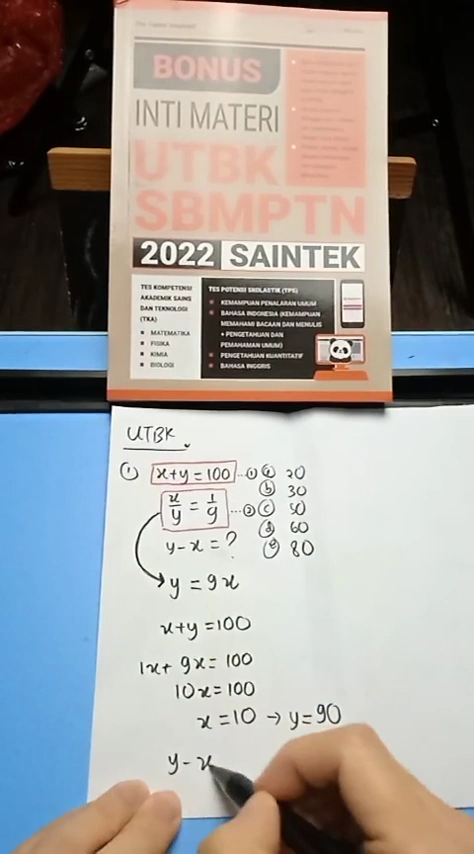 BONUS
INTI MATERI
UTBK
SBMPTN
2022 SAINTEK
TES KOMPETENSI
AKADEMIK SAINS
DAN TEKNOLOGI
(TKA)
MATEMATIKA
FISIKA
KIMIA
BIOLOGI
TES POTENSI SKOLASTIK (TPS)
KEMAMPUAN PENALARAN UMUM
BAHASA INDONESIA (KEMAMPUAN
MEMAHAMI BACAAN DAN MENULIS
+ PENGETAHUAN DAN
PEMAHAMAN UMUM)
PENGETAHUAN KUANTITATIF
BAHASA INGGRIS
UTBK
① x+y=100 ...① ⓐ 20
ⓑ 30
x/y = 1/9 ...② ⓒ 50
ⓓ 60
y-x=? ⓔ 80
y = 9x
x+y=100
1x+9x=100
10x=100
x=10 → y=90
y-x